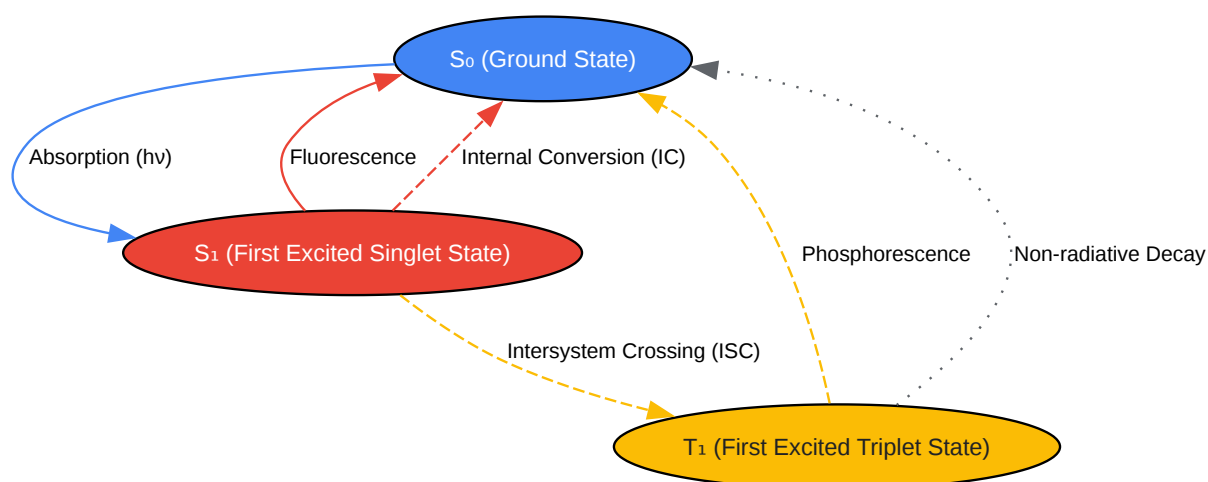 S₀ (Ground State)
Absorption (hν)
Fluorescence
Internal Conversion (IC)
S₁ (First Excited Singlet State)
Phosphorescence
Non-radiative Decay
Intersystem Crossing (ISC)
T₁ (First Excited Triplet State)